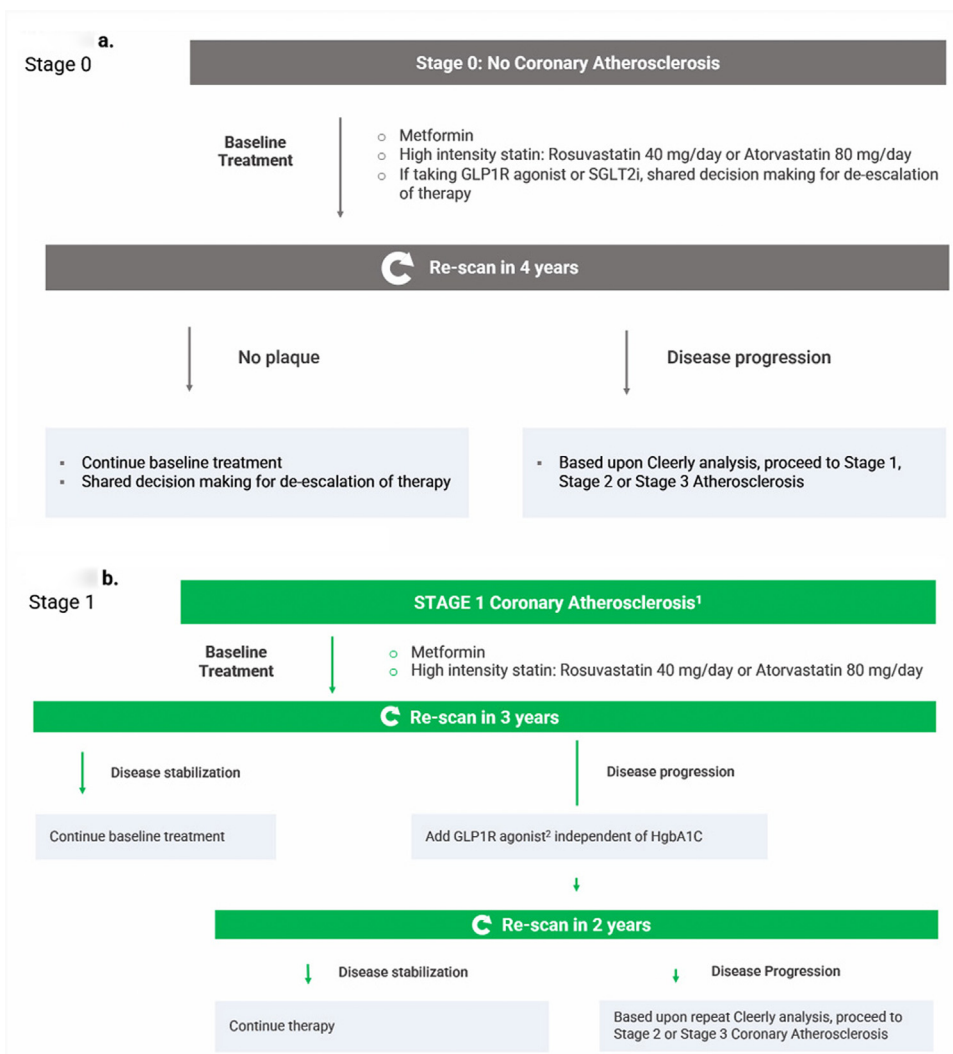 a.
Stage 0
Stage 0: No Coronary Atherosclerosis
Baseline
Treatment
○ Metformin
○ High intensity statin: Rosuvastatin 40 mg/day or Atorvastatin 80 mg/day
○ If taking GLP1R agonist or SGLT2i, shared decision making for de-escalation
of therapy
Re-scan in 4 years
No plaque
Disease progression
▪ Continue baseline treatment
▪ Shared decision making for de-escalation of therapy
▪ Based upon Cleerly analysis, proceed to Stage 1,
Stage 2 or Stage 3 Atherosclerosis
b.
Stage 1
STAGE 1 Coronary Atherosclerosis¹
Baseline
Treatment
○ Metformin
○ High intensity statin: Rosuvastatin 40 mg/day or Atorvastatin 80 mg/day
Re-scan in 3 years
Disease stabilization
Disease progression
Continue baseline treatment
Add GLP1R agonist² independent of HgbA1C
Re-scan in 2 years
Disease stabilization
Disease Progression
Continue therapy
Based upon repeat Cleerly analysis, proceed to
Stage 2 or Stage 3 Coronary Atherosclerosis